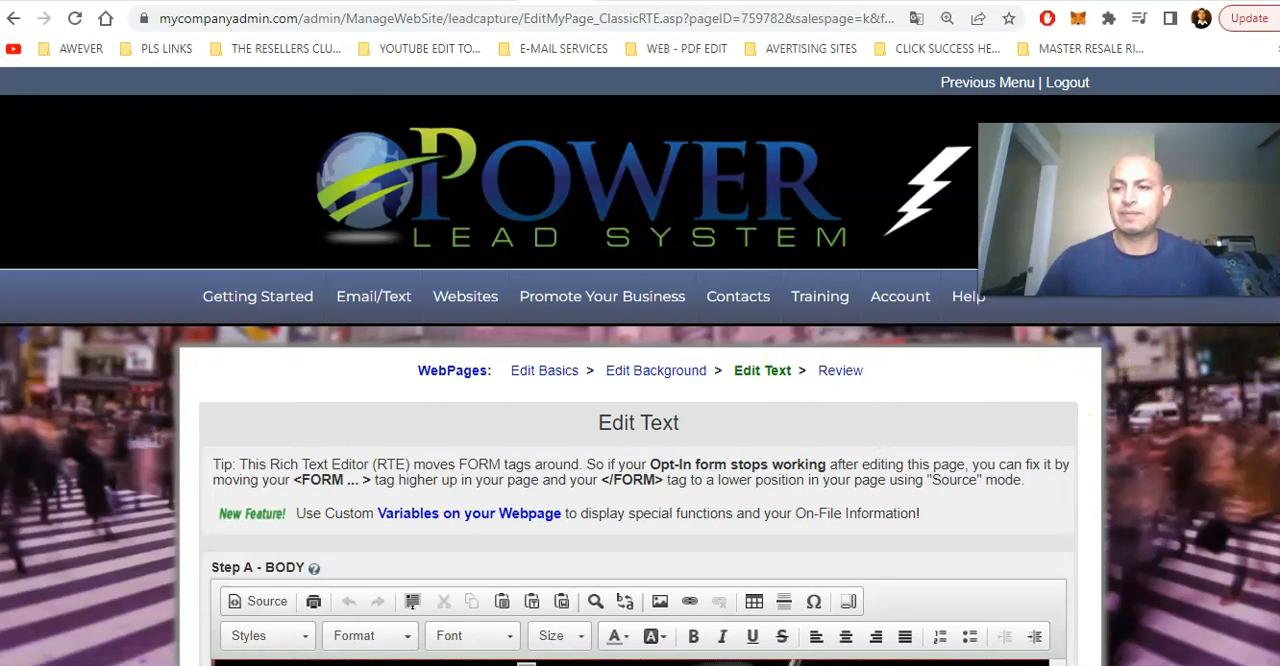 mycompanyadmin.com/admin/ManageWebSite/leadcapture/EditMyPage_ClassicRTE.asp?pageID=759782&salespage=k&f...
Update
AWEVER
PLS LINKS
THE RESELLERS CLU...
YOUTUBE EDIT TO...
E-MAIL SERVICES
WEB - PDF EDIT
AVERTISING SITES
CLICK SUCCESS HE...
MASTER RESALE RI...
Previous Menu | Logout
POWER
LEAD SYSTEM
Getting Started
Email/Text
Websites
Promote Your Business
Contacts
Training
Account
Help
WebPages: Edit Basics > Edit Background > Edit Text > Review
Edit Text
Tip: This Rich Text Editor (RTE) moves FORM tags around. So if your Opt-In form stops working after editing this page, you can fix it by
moving your <FORM ... > tag higher up in your page and your </FORM> tag to a lower position in your page using "Source" mode.
New Feature! Use Custom Variables on your Webpage to display special functions and your On-File Information!
Step A - BODY
Source
Styles
Format
Font
Size